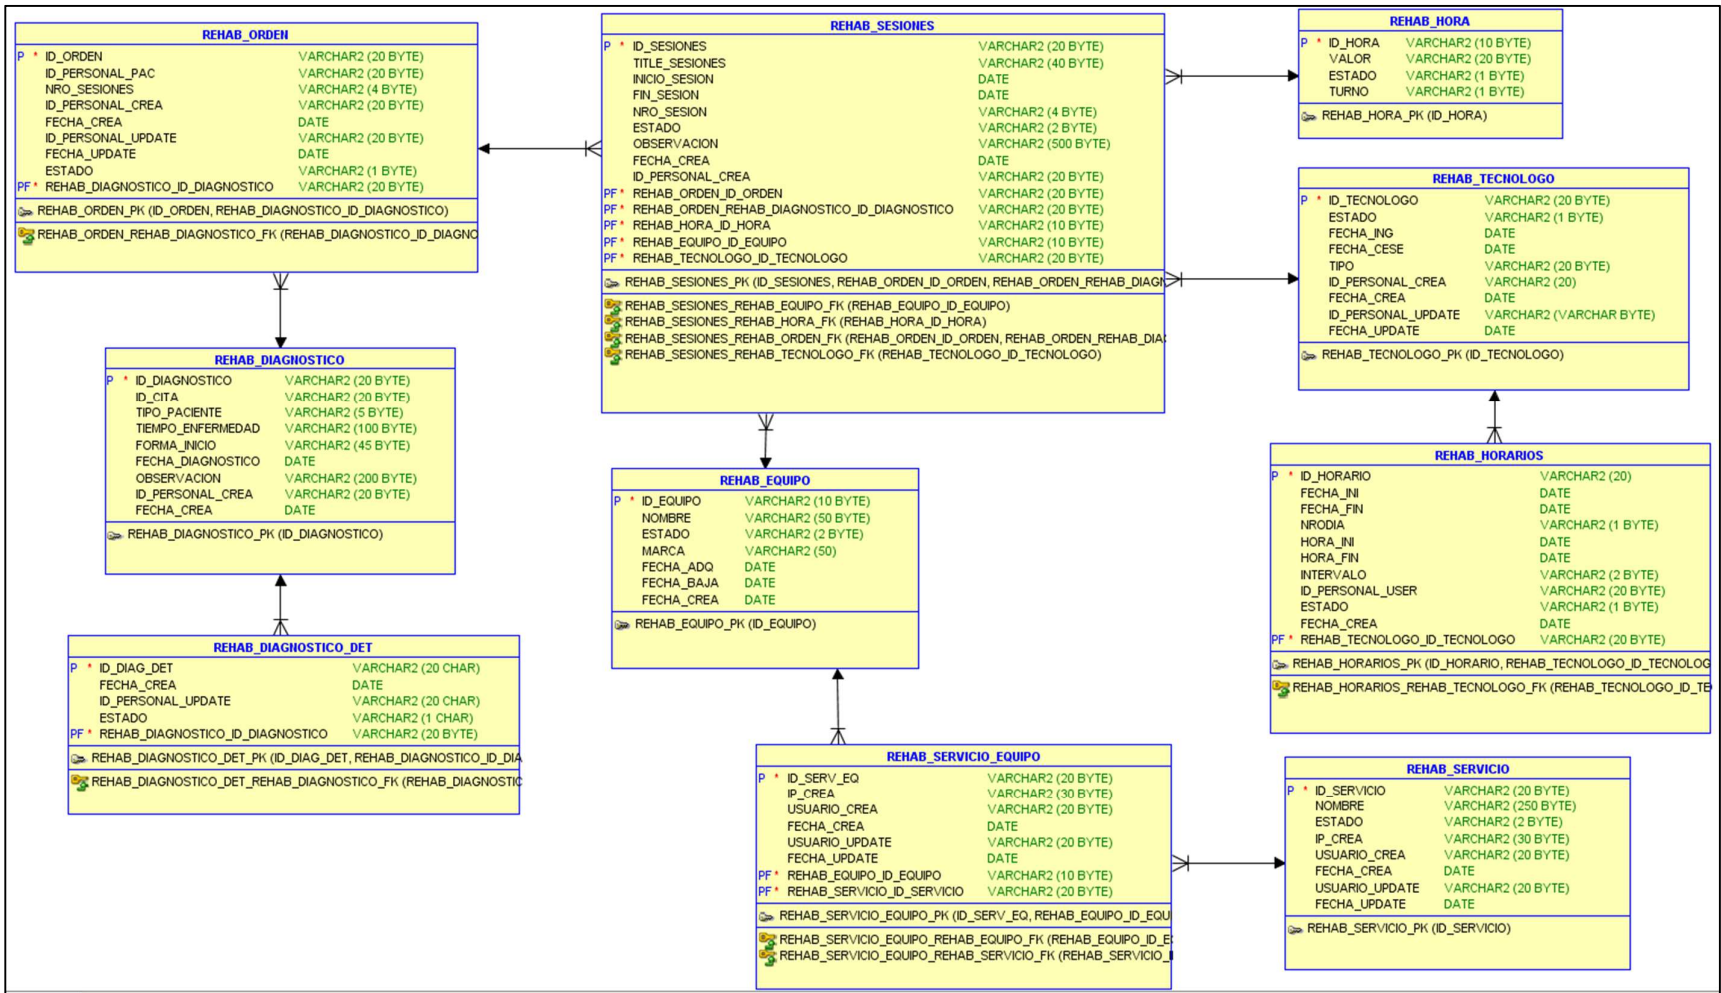 REHAB_ORDEN
P * ID_ORDEN VARCHAR2 (20 BYTE)
ID_PERSONAL_PAC VARCHAR2 (20 BYTE)
NRO_SESIONES VARCHAR2 (4 BYTE)
ID_PERSONAL_CREA VARCHAR2 (20 BYTE)
FECHA_CREA DATE
ID_PERSONAL_UPDATE VARCHAR2 (20 BYTE)
FECHA_UPDATE DATE
ESTADO VARCHAR2 (1 BYTE)
PF * REHAB_DIAGNOSTICO_ID_DIAGNOSTICO VARCHAR2 (20 BYTE)
REHAB_ORDEN_PK (ID_ORDEN, REHAB_DIAGNOSTICO_ID_DIAGNOSTICO)
REHAB_ORDEN_REHAB_DIAGNOSTICO_FK (REHAB_DIAGNOSTICO_ID_DIAGNO
REHAB_SESIONES
P * ID_SESIONES VARCHAR2 (20 BYTE)
TITLE_SESIONES VARCHAR2 (40 BYTE)
INICIO_SESION DATE
FIN_SESION DATE
NRO_SESION VARCHAR2 (4 BYTE)
ESTADO VARCHAR2 (2 BYTE)
OBSERVACION VARCHAR2 (500 BYTE)
FECHA_CREA DATE
ID_PERSONAL_CREA VARCHAR2 (20 BYTE)
PF * REHAB_ORDEN_ID_ORDEN VARCHAR2 (20 BYTE)
PF * REHAB_ORDEN_REHAB_DIAGNOSTICO_ID_DIAGNOSTICO VARCHAR2 (20 BYTE)
PF * REHAB_HORA_ID_HORA VARCHAR2 (10 BYTE)
PF * REHAB_EQUIPO_ID_EQUIPO VARCHAR2 (10 BYTE)
PF * REHAB_TECNOLOGO_ID_TECNOLOGO VARCHAR2 (20 BYTE)
REHAB_SESIONES_PK (ID_SESIONES, REHAB_ORDEN_ID_ORDEN, REHAB_ORDEN_REHAB_DIAGN
REHAB_SESIONES_REHAB_EQUIPO_FK (REHAB_EQUIPO_ID_EQUIPO)
REHAB_SESIONES_REHAB_HORA_FK (REHAB_HORA_ID_HORA)
REHAB_SESIONES_REHAB_ORDEN_FK (REHAB_ORDEN_ID_ORDEN, REHAB_ORDEN_REHAB_DIA
REHAB_SESIONES_REHAB_TECNOLOGO_FK (REHAB_TECNOLOGO_ID_TECNOLOGO)
REHAB_HORA
P * ID_HORA VARCHAR2 (10 BYTE)
VALOR VARCHAR2 (20 BYTE)
ESTADO VARCHAR2 (1 BYTE)
TURNO VARCHAR2 (1 BYTE)
REHAB_HORA_PK (ID_HORA)
REHAB_TECNOLOGO
P * ID_TECNOLOGO VARCHAR2 (20 BYTE)
ESTADO VARCHAR2 (1 BYTE)
FECHA_ING DATE
FECHA_CESE DATE
TIPO VARCHAR2 (20 BYTE)
ID_PERSONAL_CREA VARCHAR2 (20)
FECHA_CREA DATE
ID_PERSONAL_UPDATE VARCHAR2 (VARCHAR BYTE)
FECHA_UPDATE DATE
REHAB_TECNOLOGO_PK (ID_TECNOLOGO)
REHAB_DIAGNOSTICO
P * ID_DIAGNOSTICO VARCHAR2 (20 BYTE)
ID_CITA VARCHAR2 (20 BYTE)
TIPO_PACIENTE VARCHAR2 (5 BYTE)
TIEMPO_ENFERMEDAD VARCHAR2 (100 BYTE)
FORMA_INICIO VARCHAR2 (45 BYTE)
FECHA_DIAGNOSTICO DATE
OBSERVACION VARCHAR2 (200 BYTE)
ID_PERSONAL_CREA VARCHAR2 (20 BYTE)
FECHA_CREA DATE
REHAB_DIAGNOSTICO_PK (ID_DIAGNOSTICO)
REHAB_EQUIPO
P * ID_EQUIPO VARCHAR2 (10 BYTE)
NOMBRE VARCHAR2 (50 BYTE)
ESTADO VARCHAR2 (2 BYTE)
MARCA VARCHAR2 (50)
FECHA_ADQ DATE
FECHA_BAJA DATE
FECHA_CREA DATE
REHAB_EQUIPO_PK (ID_EQUIPO)
REHAB_HORARIOS
P * ID_HORARIO VARCHAR2 (20)
FECHA_INI DATE
FECHA_FIN DATE
NRODIA VARCHAR2 (1 BYTE)
HORA_INI DATE
HORA_FIN DATE
INTERVALO VARCHAR2 (2 BYTE)
ID_PERSONAL_USER VARCHAR2 (20 BYTE)
ESTADO VARCHAR2 (1 BYTE)
FECHA_CREA DATE
PF * REHAB_TECNOLOGO_ID_TECNOLOGO VARCHAR2 (20 BYTE)
REHAB_HORARIOS_PK (ID_HORARIO, REHAB_TECNOLOGO_ID_TECNOLOG
REHAB_HORARIOS_REHAB_TECNOLOGO_FK (REHAB_TECNOLOGO_ID_TE
REHAB_DIAGNOSTICO_DET
P * ID_DIAG_DET VARCHAR2 (20 CHAR)
FECHA_CREA DATE
ID_PERSONAL_UPDATE VARCHAR2 (20 CHAR)
ESTADO VARCHAR2 (1 CHAR)
PF * REHAB_DIAGNOSTICO_ID_DIAGNOSTICO VARCHAR2 (20 BYTE)
REHAB_DIAGNOSTICO_DET_PK (ID_DIAG_DET, REHAB_DIAGNOSTICO_ID_DIA
REHAB_DIAGNOSTICO_DET_REHAB_DIAGNOSTICO_FK (REHAB_DIAGNOSTIC
REHAB_SERVICIO_EQUIPO
P * ID_SERV_EQ VARCHAR2 (20 BYTE)
IP_CREA VARCHAR2 (30 BYTE)
USUARIO_CREA VARCHAR2 (20 BYTE)
FECHA_CREA DATE
USUARIO_UPDATE VARCHAR2 (20 BYTE)
FECHA_UPDATE DATE
PF * REHAB_EQUIPO_ID_EQUIPO VARCHAR2 (10 BYTE)
PF * REHAB_SERVICIO_ID_SERVICIO VARCHAR2 (20 BYTE)
REHAB_SERVICIO_EQUIPO_PK (ID_SERV_EQ, REHAB_EQUIPO_ID_EQU
REHAB_SERVICIO_EQUIPO_REHAB_EQUIPO_FK (REHAB_EQUIPO_ID_E
REHAB_SERVICIO_EQUIPO_REHAB_SERVICIO_FK (REHAB_SERVICIO_I
REHAB_SERVICIO
P * ID_SERVICIO VARCHAR2 (20 BYTE)
NOMBRE VARCHAR2 (250 BYTE)
ESTADO VARCHAR2 (2 BYTE)
IP_CREA VARCHAR2 (30 BYTE)
USUARIO_CREA VARCHAR2 (20 BYTE)
FECHA_CREA DATE
USUARIO_UPDATE VARCHAR2 (20 BYTE)
FECHA_UPDATE DATE
REHAB_SERVICIO_PK (ID_SERVICIO)